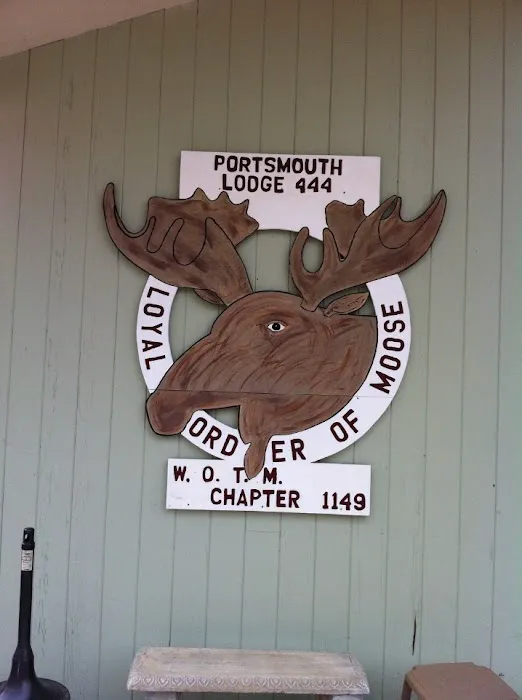 PORTSMOUTH
LODGE 444
LOYAL
ORDER OF
MOOSE
W. O. T. M.
CHAPTER 1149